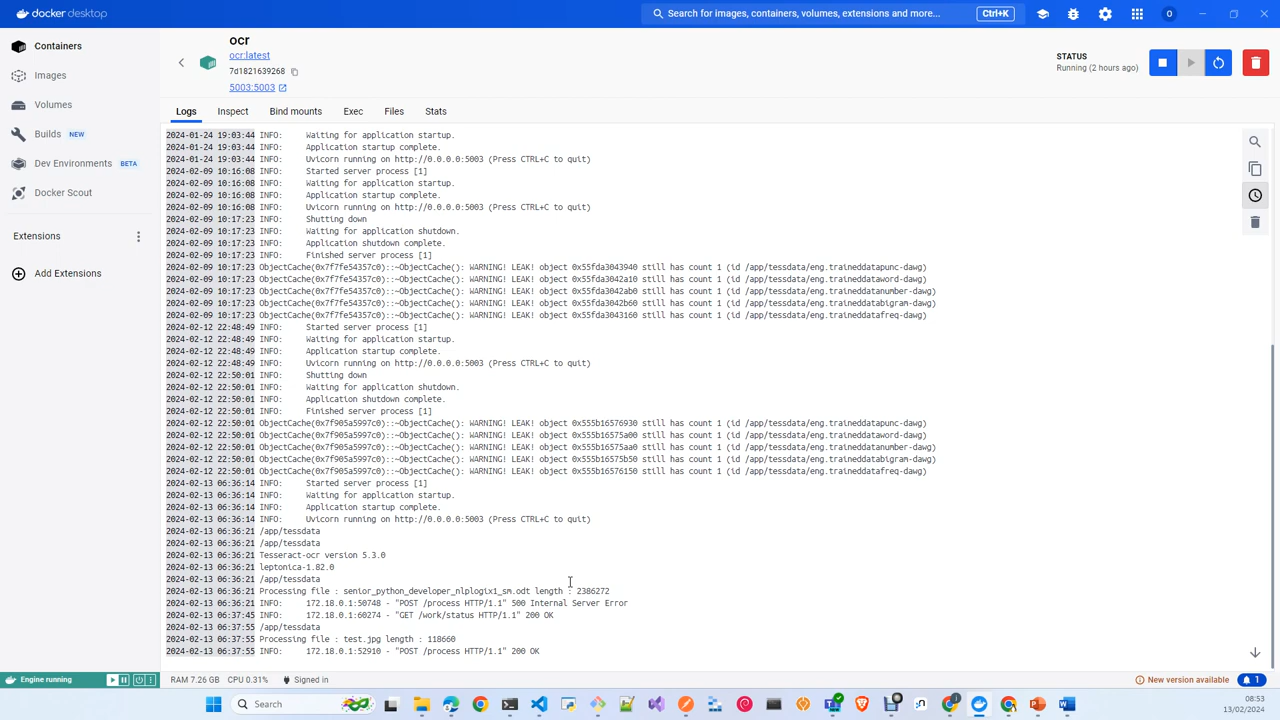 docker desktop
Search for images, containers, volumes, extensions and more...
Ctrl+K
O
Containers
Images
Volumes
Builds NEW
Dev Environments BETA
Docker Scout
Extensions
Add Extensions
ocr
ocr:latest
7d1821639268
5003:5003
STATUS
Running (2 hours ago)
Logs Inspect Bind mounts Exec Files Stats
2024-01-24 19:03:44 INFO: Waiting for application startup.
2024-01-24 19:03:44 INFO: Application startup complete.
2024-01-24 19:03:44 INFO: Uvicorn running on http://0.0.0.0:5003 (Press CTRL+C to quit)
2024-02-09 10:16:08 INFO: Started server process [1]
2024-02-09 10:16:08 INFO: Waiting for application startup.
2024-02-09 10:16:08 INFO: Application startup complete.
2024-02-09 10:16:08 INFO: Uvicorn running on http://0.0.0.0:5003 (Press CTRL+C to quit)
2024-02-09 10:17:23 INFO: Shutting down
2024-02-09 10:17:23 INFO: Waiting for application shutdown.
2024-02-09 10:17:23 INFO: Application shutdown complete.
2024-02-09 10:17:23 INFO: Finished server process [1]
2024-02-09 10:17:23 ObjectCache(0x7f7fe54357c0)::~ObjectCache(): WARNING! LEAK! object 0x55fda3043940 still has count 1 (id /app/tessdata/eng.traineddatapunc-dawg)
2024-02-09 10:17:23 ObjectCache(0x7f7fe54357c0)::~ObjectCache(): WARNING! LEAK! object 0x55fda3042a10 still has count 1 (id /app/tessdata/eng.traineddataword-dawg)
2024-02-09 10:17:23 ObjectCache(0x7f7fe54357c0)::~ObjectCache(): WARNING! LEAK! object 0x55fda3042ab0 still has count 1 (id /app/tessdata/eng.traineddatanumber-dawg)
2024-02-09 10:17:23 ObjectCache(0x7f7fe54357c0)::~ObjectCache(): WARNING! LEAK! object 0x55fda3042b60 still has count 1 (id /app/tessdata/eng.traineddatabigram-dawg)
2024-02-09 10:17:23 ObjectCache(0x7f7fe54357c0)::~ObjectCache(): WARNING! LEAK! object 0x55fda3043160 still has count 1 (id /app/tessdata/eng.traineddatafreq-dawg)
2024-02-12 22:48:49 INFO: Started server process [1]
2024-02-12 22:48:49 INFO: Waiting for application startup.
2024-02-12 22:48:49 INFO: Application startup complete.
2024-02-12 22:48:49 INFO: Uvicorn running on http://0.0.0.0:5003 (Press CTRL+C to quit)
2024-02-12 22:50:01 INFO: Shutting down
2024-02-12 22:50:01 INFO: Waiting for application shutdown.
2024-02-12 22:50:01 INFO: Application shutdown complete.
2024-02-12 22:50:01 INFO: Finished server process [1]
2024-02-12 22:50:01 ObjectCache(0x7f905a5997c0)::~ObjectCache(): WARNING! LEAK! object 0x555b16576930 still has count 1 (id /app/tessdata/eng.traineddatapunc-dawg)
2024-02-12 22:50:01 ObjectCache(0x7f905a5997c0)::~ObjectCache(): WARNING! LEAK! object 0x555b16575a00 still has count 1 (id /app/tessdata/eng.traineddataword-dawg)
2024-02-12 22:50:01 ObjectCache(0x7f905a5997c0)::~ObjectCache(): WARNING! LEAK! object 0x555b16575aa0 still has count 1 (id /app/tessdata/eng.traineddatanumber-dawg)
2024-02-12 22:50:01 ObjectCache(0x7f905a5997c0)::~ObjectCache(): WARNING! LEAK! object 0x555b16575b50 still has count 1 (id /app/tessdata/eng.traineddatabigram-dawg)
2024-02-12 22:50:01 ObjectCache(0x7f905a5997c0)::~ObjectCache(): WARNING! LEAK! object 0x555b16576150 still has count 1 (id /app/tessdata/eng.traineddatafreq-dawg)
2024-02-13 06:36:14 INFO: Started server process [1]
2024-02-13 06:36:14 INFO: Waiting for application startup.
2024-02-13 06:36:14 INFO: Application startup complete.
2024-02-13 06:36:14 INFO: Uvicorn running on http://0.0.0.0:5003 (Press CTRL+C to quit)
2024-02-13 06:36:21 /app/tessdata
2024-02-13 06:36:21 /app/tessdata
2024-02-13 06:36:21 Tesseract-ocr version 5.3.0
2024-02-13 06:36:21 leptonica-1.82.0
2024-02-13 06:36:21 /app/tessdata
2024-02-13 06:36:21 Processing file : senior_python_developer_nlplogix1_sm.odt length : 2386272
2024-02-13 06:36:21 INFO: 172.18.0.1:50748 - "POST /process HTTP/1.1" 500 Internal Server Error
2024-02-13 06:37:45 INFO: 172.18.0.1:60274 - "GET /work/status HTTP/1.1" 200 OK
2024-02-13 06:37:55 /app/tessdata
2024-02-13 06:37:55 Processing file : test.jpg length : 118660
2024-02-13 06:37:55 INFO: 172.18.0.1:52910 - "POST /process HTTP/1.1" 200 OK
Engine running
RAM 7.26 GB CPU 0.31% Signed in
New version available
1
Search
08:53
13/02/2024